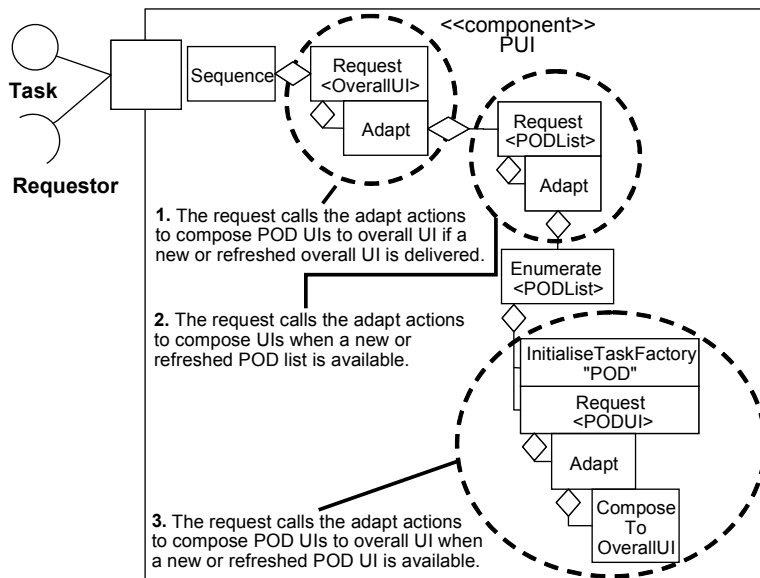 <<component>>
PUI
Task
Requestor
Sequence
Request
<OverallUI>
Adapt
Request
<PODList>
Adapt
1. The request calls the adapt actions
to compose POD UIs to overall UI if a
new or refreshed overall UI is delivered.
Enumerate
<PODList>
2. The request calls the adapt actions
to compose UIs when a new or
refreshed POD list is available.
InitialiseTaskFactory
"POD"
Request
<PODUI>
Adapt
Compose
To
OverallUI
3. The request calls the adapt actions
to compose POD UIs to overall UI when
a new or refreshed POD UI is available.